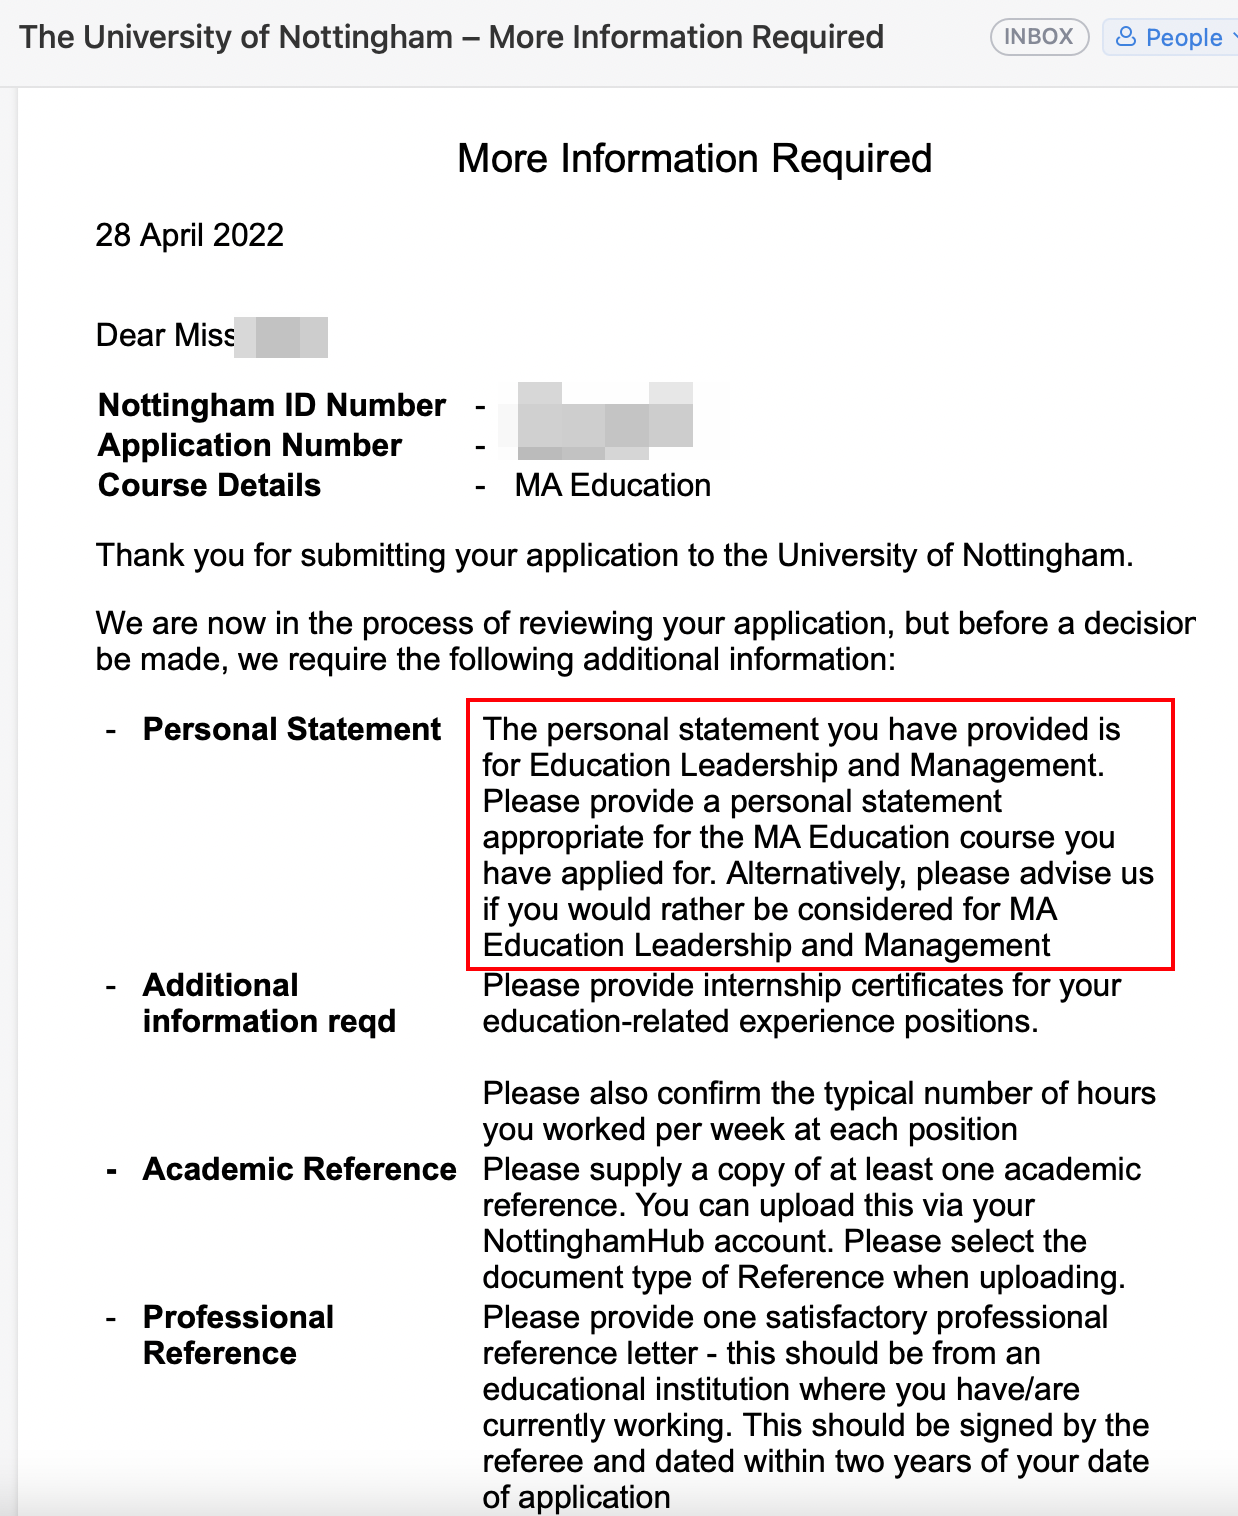 The University of Nottingham – More Information Required
INBOX
People
More Information Required
28 April 2022
Dear Miss
Nottingham ID Number -
Application Number -
Course Details - MA Education
Thank you for submitting your application to the University of Nottingham.
We are now in the process of reviewing your application, but before a decision
be made, we require the following additional information:
- Personal Statement The personal statement you have provided is
for Education Leadership and Management.
Please provide a personal statement
appropriate for the MA Education course you
have applied for. Alternatively, please advise us
if you would rather be considered for MA
Education Leadership and Management
- Additional Please provide internship certificates for your
information reqd education-related experience positions.
Please also confirm the typical number of hours
you worked per week at each position
- Academic Reference Please supply a copy of at least one academic
reference. You can upload this via your
NottinghamHub account. Please select the
document type of Reference when uploading.
- Professional Please provide one satisfactory professional
Reference reference letter - this should be from an
educational institution where you have/are
currently working. This should be signed by the
referee and dated within two years of your date
of application